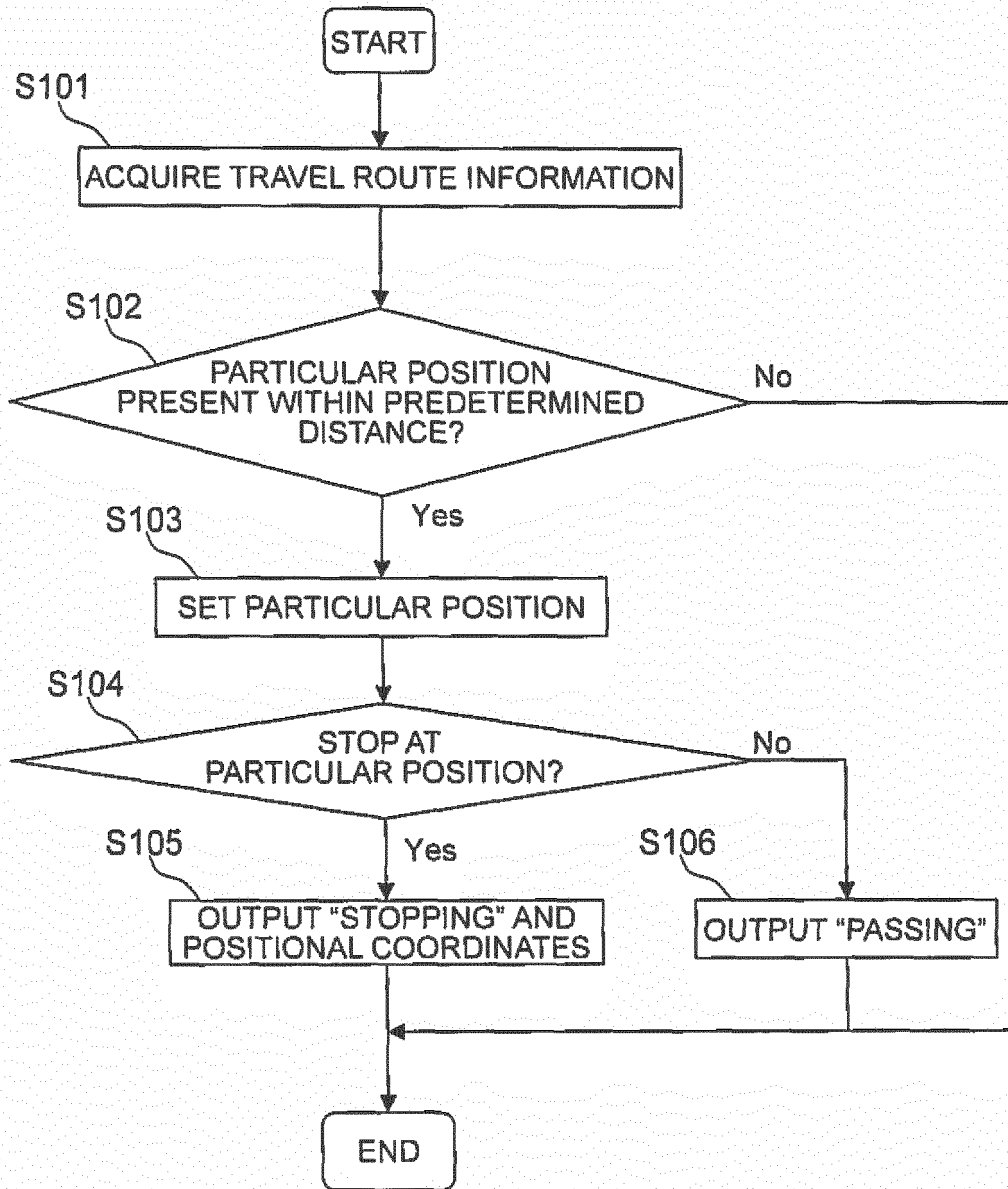 START
S101
ACQUIRE TRAVEL ROUTE INFORMATION
S102
PARTICULAR POSITION
PRESENT WITHIN PREDETERMINED
DISTANCE?
No
Yes
S103
SET PARTICULAR POSITION
S104
STOP AT
PARTICULAR POSITION?
No
Yes
S105
OUTPUT “STOPPING” AND
POSITIONAL COORDINATES
S106
OUTPUT “PASSING”
END